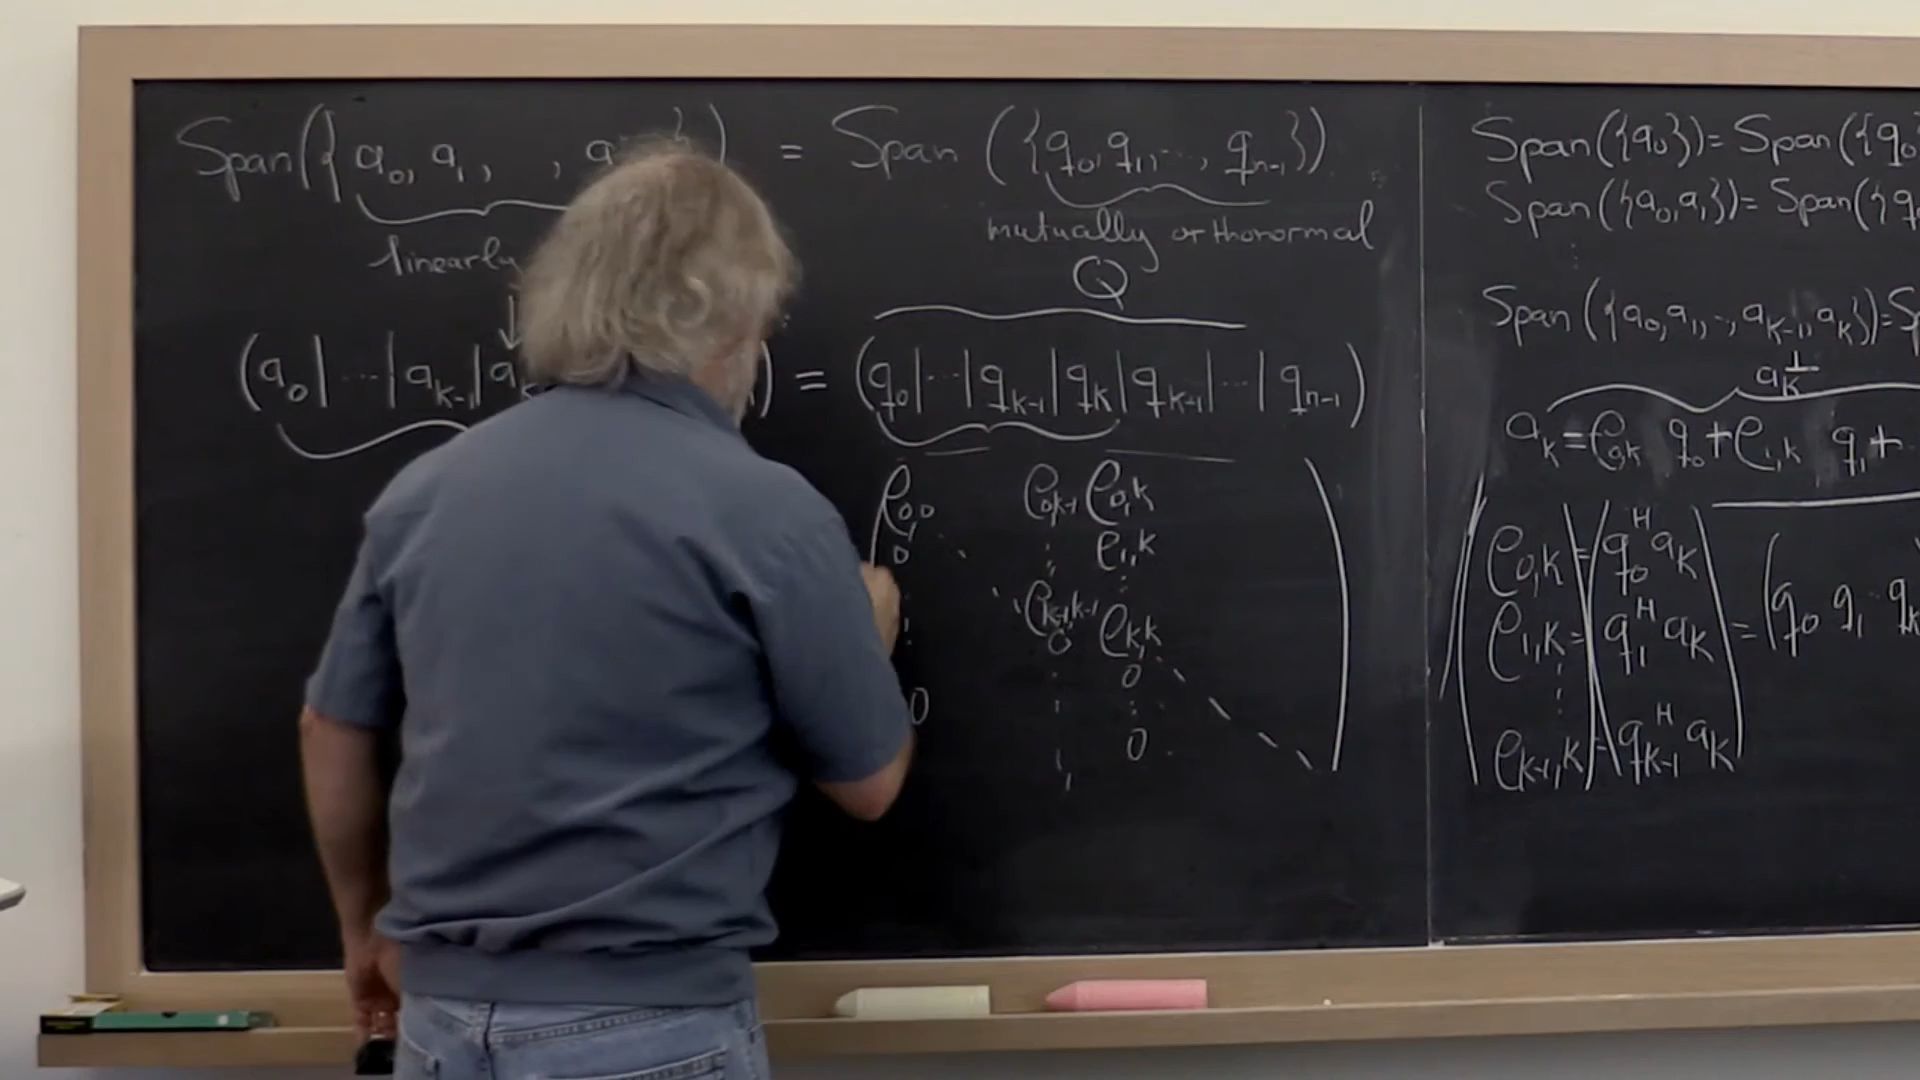 Span({a₀, a₁, , a }) = Span ({q₀, q₁, ..., qₙ₋₁})
linearly
mutually orthonormal
Q
(a₀| ... |aₖ₋₁|aₖ ) = (q₀| ... |qₖ₋₁|qₖ|qₖ₊₁| ... |qₙ₋₁)
(ρ₀,₀ ρ₀,ₖ₋₁ ρ₀,ₖ
0 ⋱ ⋮ ρ₁,ₖ
⋮ ⋱ ρₖ₋₁,ₖ₋₁ ⋮
0 ρₖ,ₖ
⋮ 0 ⋱
0 ⋮
⋮ 0 )
Span({a₀}) = Span({q₀
Span({a₀, a₁}) = Span({q
⋮
Span({a₀, a₁, .., aₖ₋₁, aₖ}) = Sp
aₖ^⊥
aₖ = ρ₀,ₖ q₀ + ρ₁,ₖ q₁ + ..
(ρ₀,ₖ) = (q₀ᴴ aₖ)
(ρ₁,ₖ) = (q₁ᴴ aₖ) = (q₀ q₁ .. qₖ
⋮
(ρₖ₋₁,ₖ) = (qₖ₋₁ᴴ aₖ)